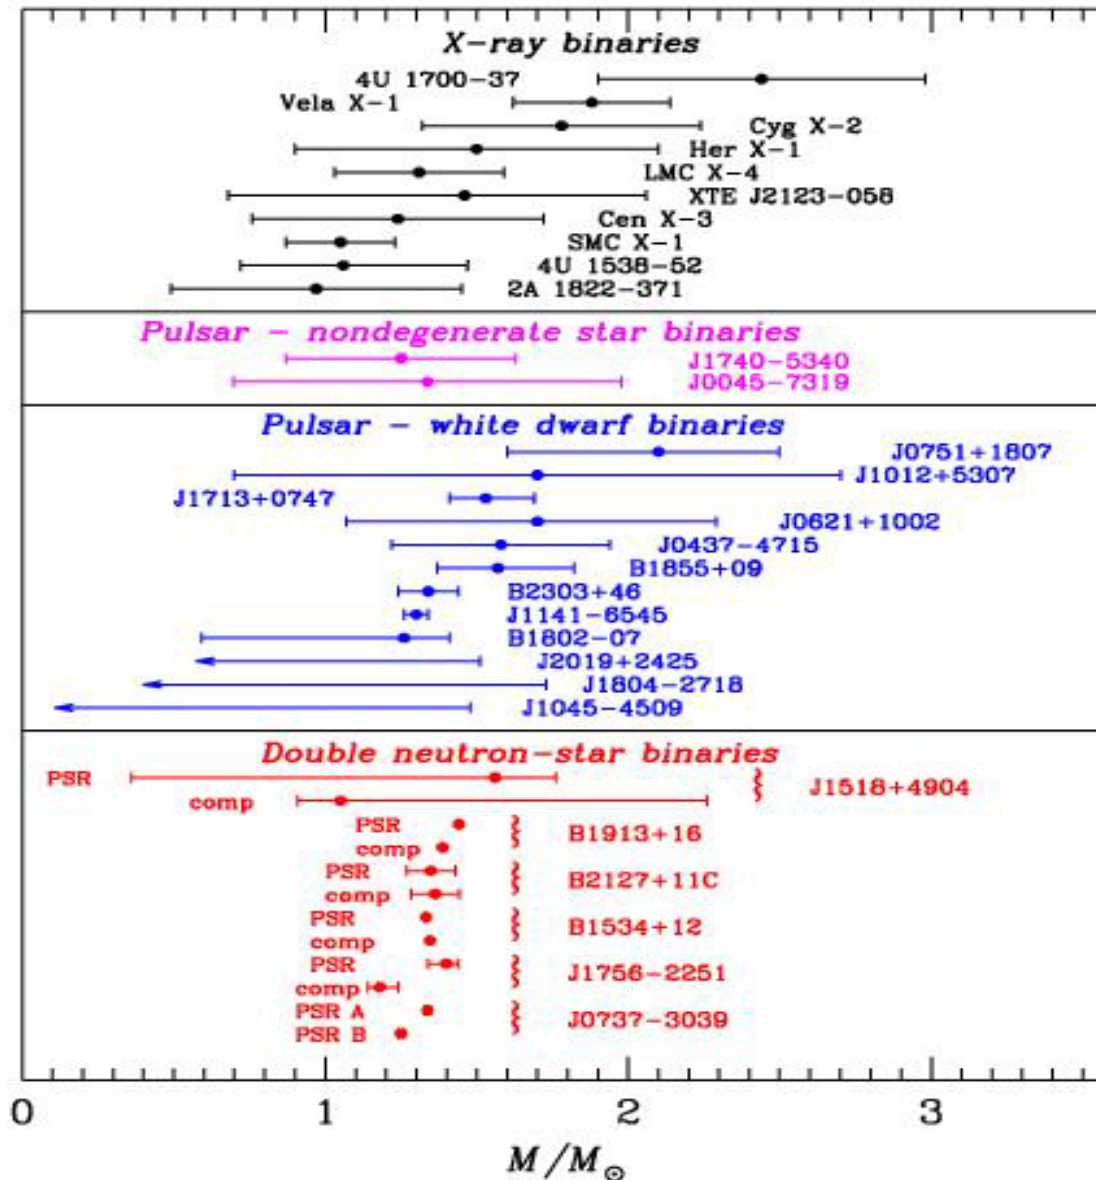 X-ray binaries
4U 1700-37
Vela X-1
Cyg X-2
Her X-1
LMC X-4
XTE J2123-058
Cen X-3
SMC X-1
4U 1538-52
2A 1822-371
Pulsar - nondegenerate star binaries
J1740-5340
J0045-7319
Pulsar - white dwarf binaries
J0751+1807
J1012+5307
J1713+0747
J0621+1002
J0437-4715
B1855+09
B2303+46
J1141-6545
B1802-07
J2019+2425
J1804-2718
J1045-4509
Double neutron-star binaries
PSR
J1518+4904
comp
PSR
B1913+16
comp
PSR
B2127+11C
comp
PSR
B1534+12
comp
PSR
J1756-2251
comp
PSR A
J0737-3039
PSR B
0 1 2 3
M/M⊙